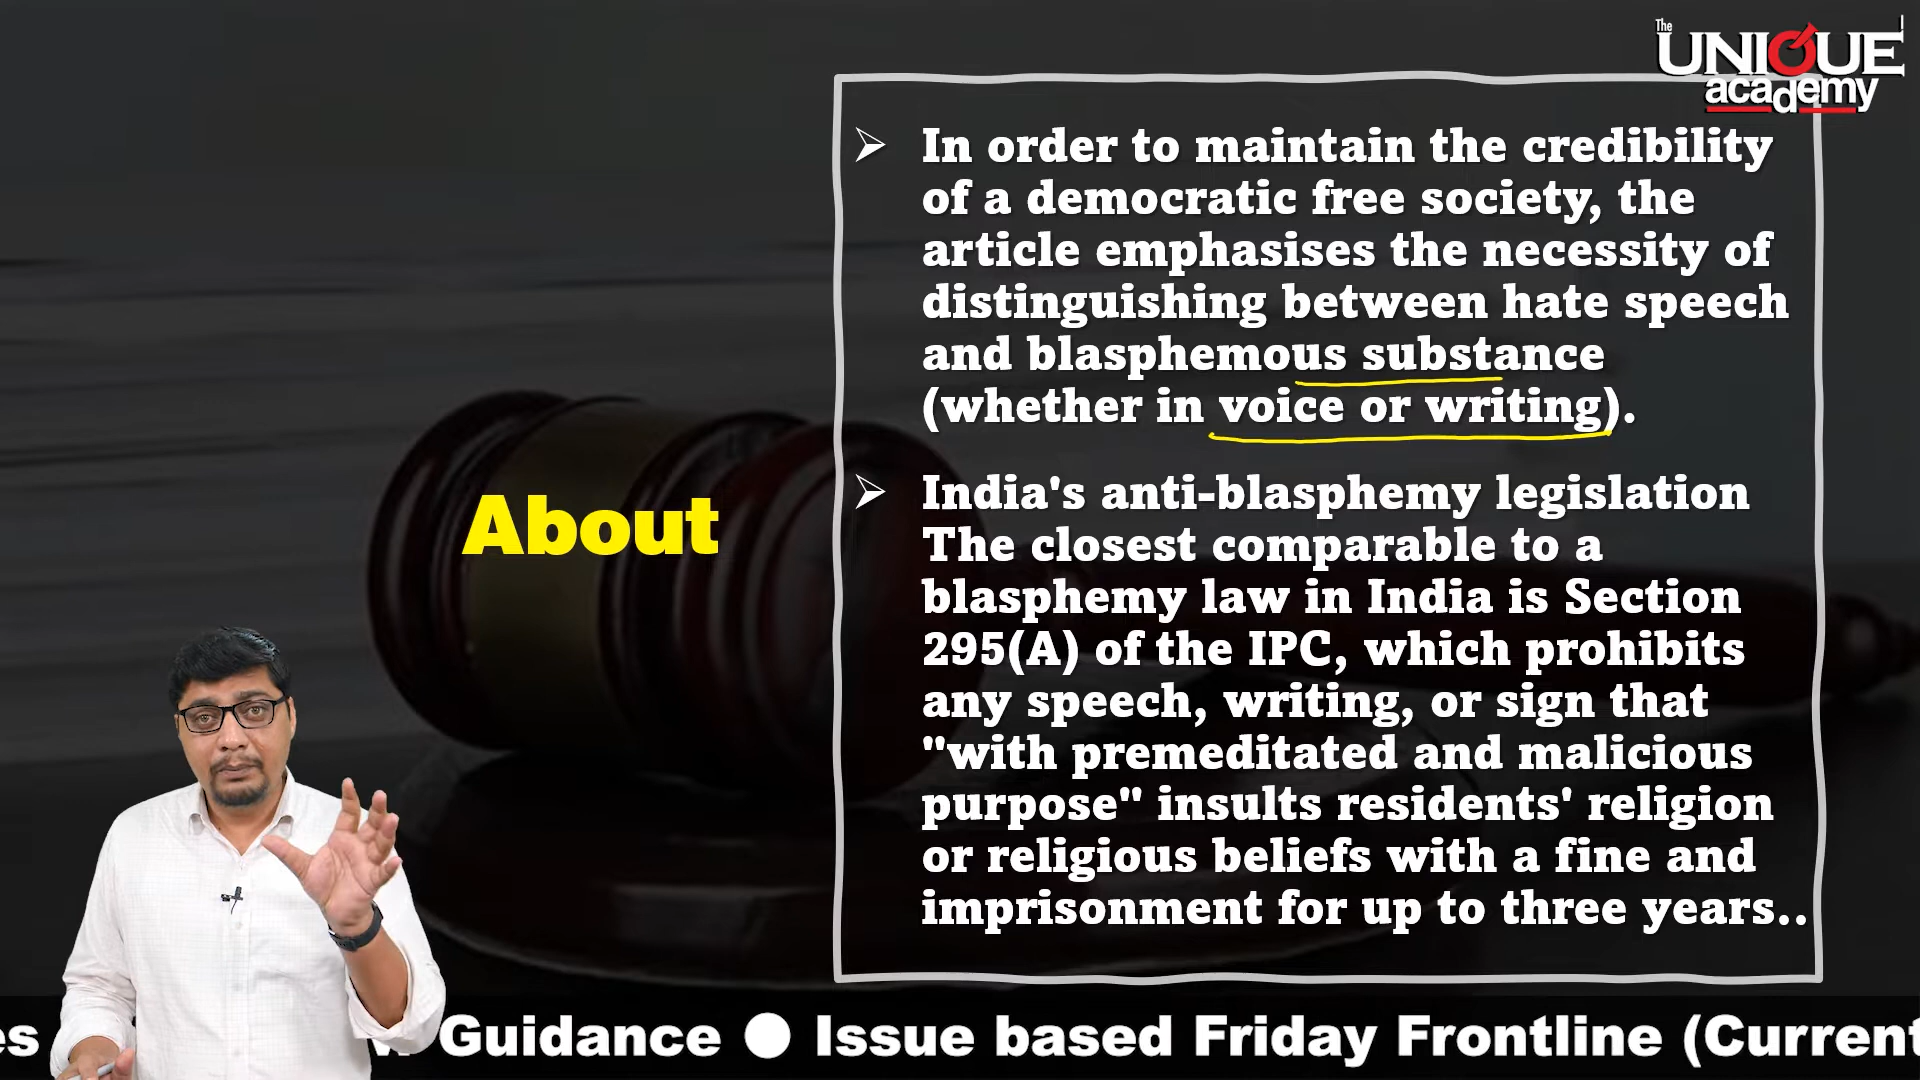 The
UNIQUE
academy
➢ In order to maintain the credibility
of a democratic free society, the
article emphasises the necessity of
distinguishing between hate speech
and blasphemous substance
(whether in voice or writing).
➢ India's anti-blasphemy legislation
The closest comparable to a
blasphemy law in India is Section
295(A) of the IPC, which prohibits
any speech, writing, or sign that
"with premeditated and malicious
purpose" insults residents' religion
or religious beliefs with a fine and
imprisonment for up to three years..
About
Guidance ● Issue based Friday Frontline (Current